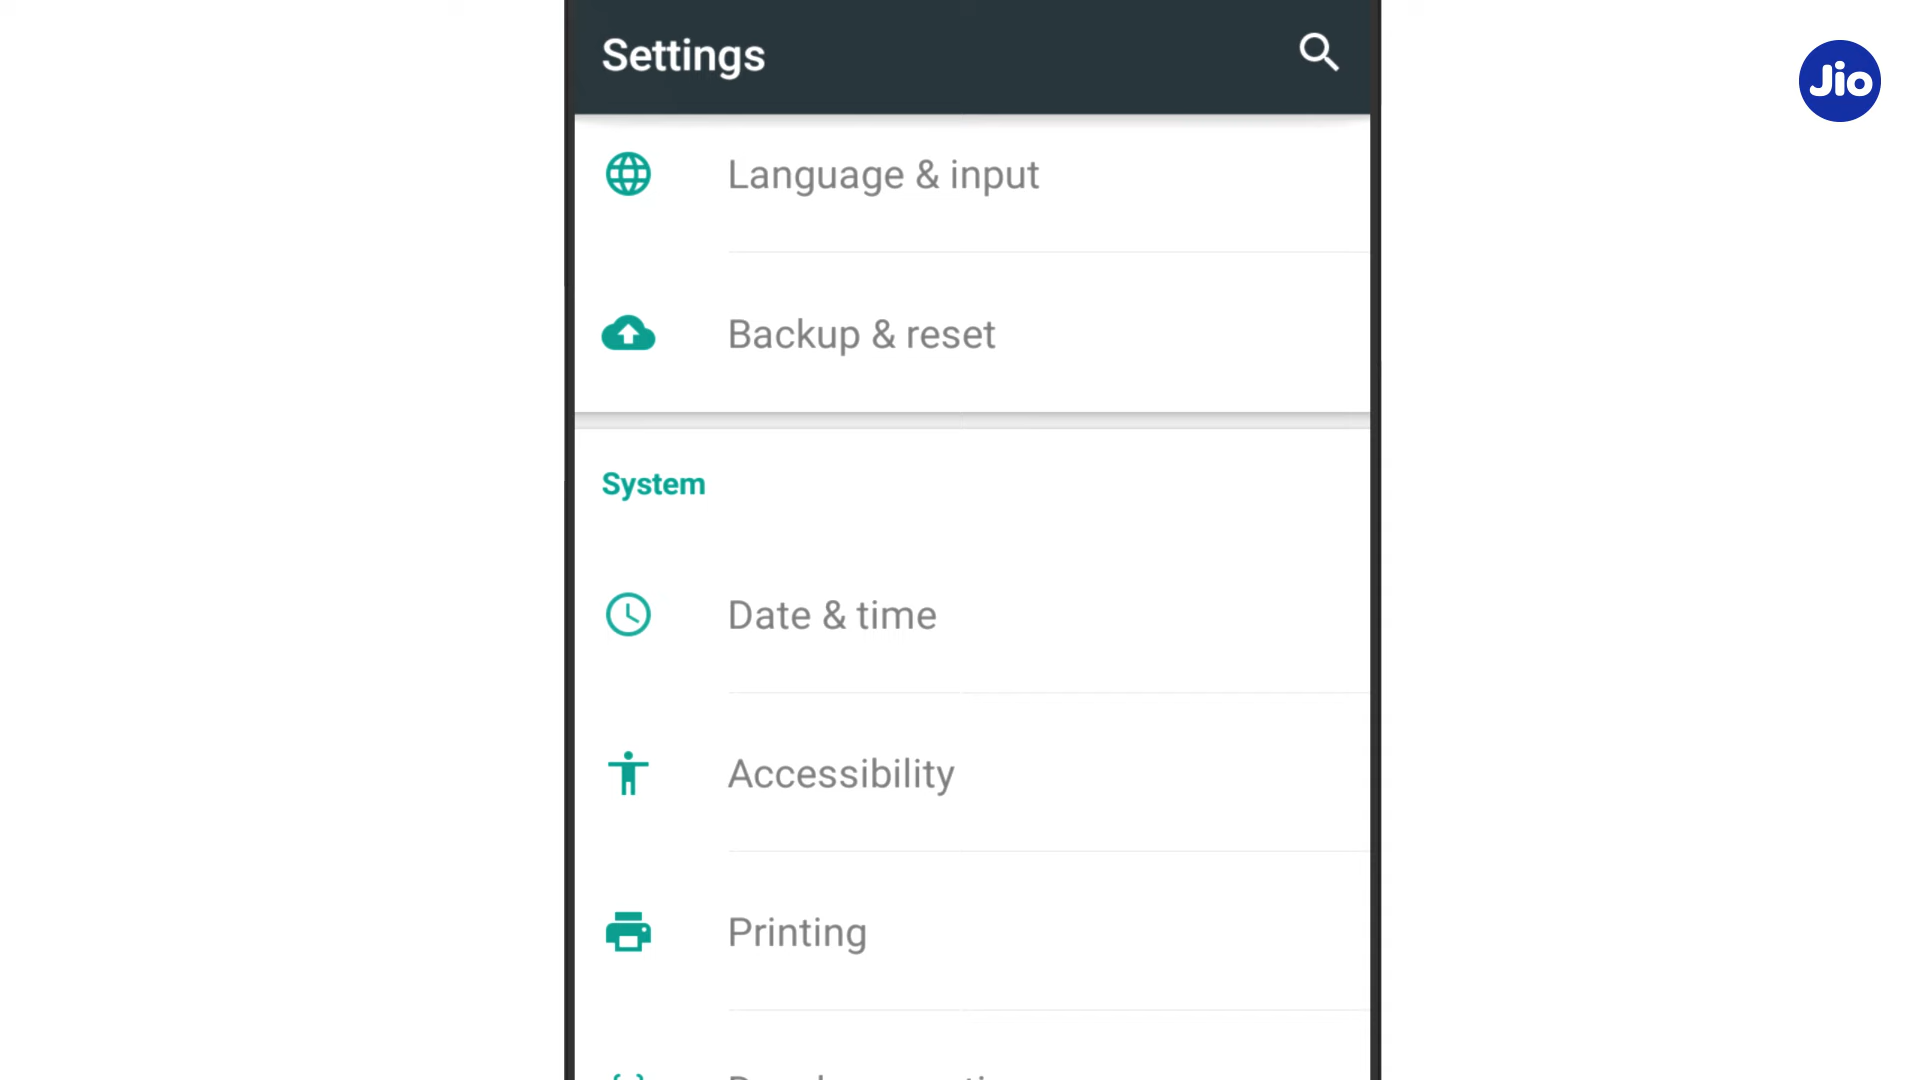 Settings
Jio
Language & input
Backup & reset
System
Date & time
Accessibility
Printing